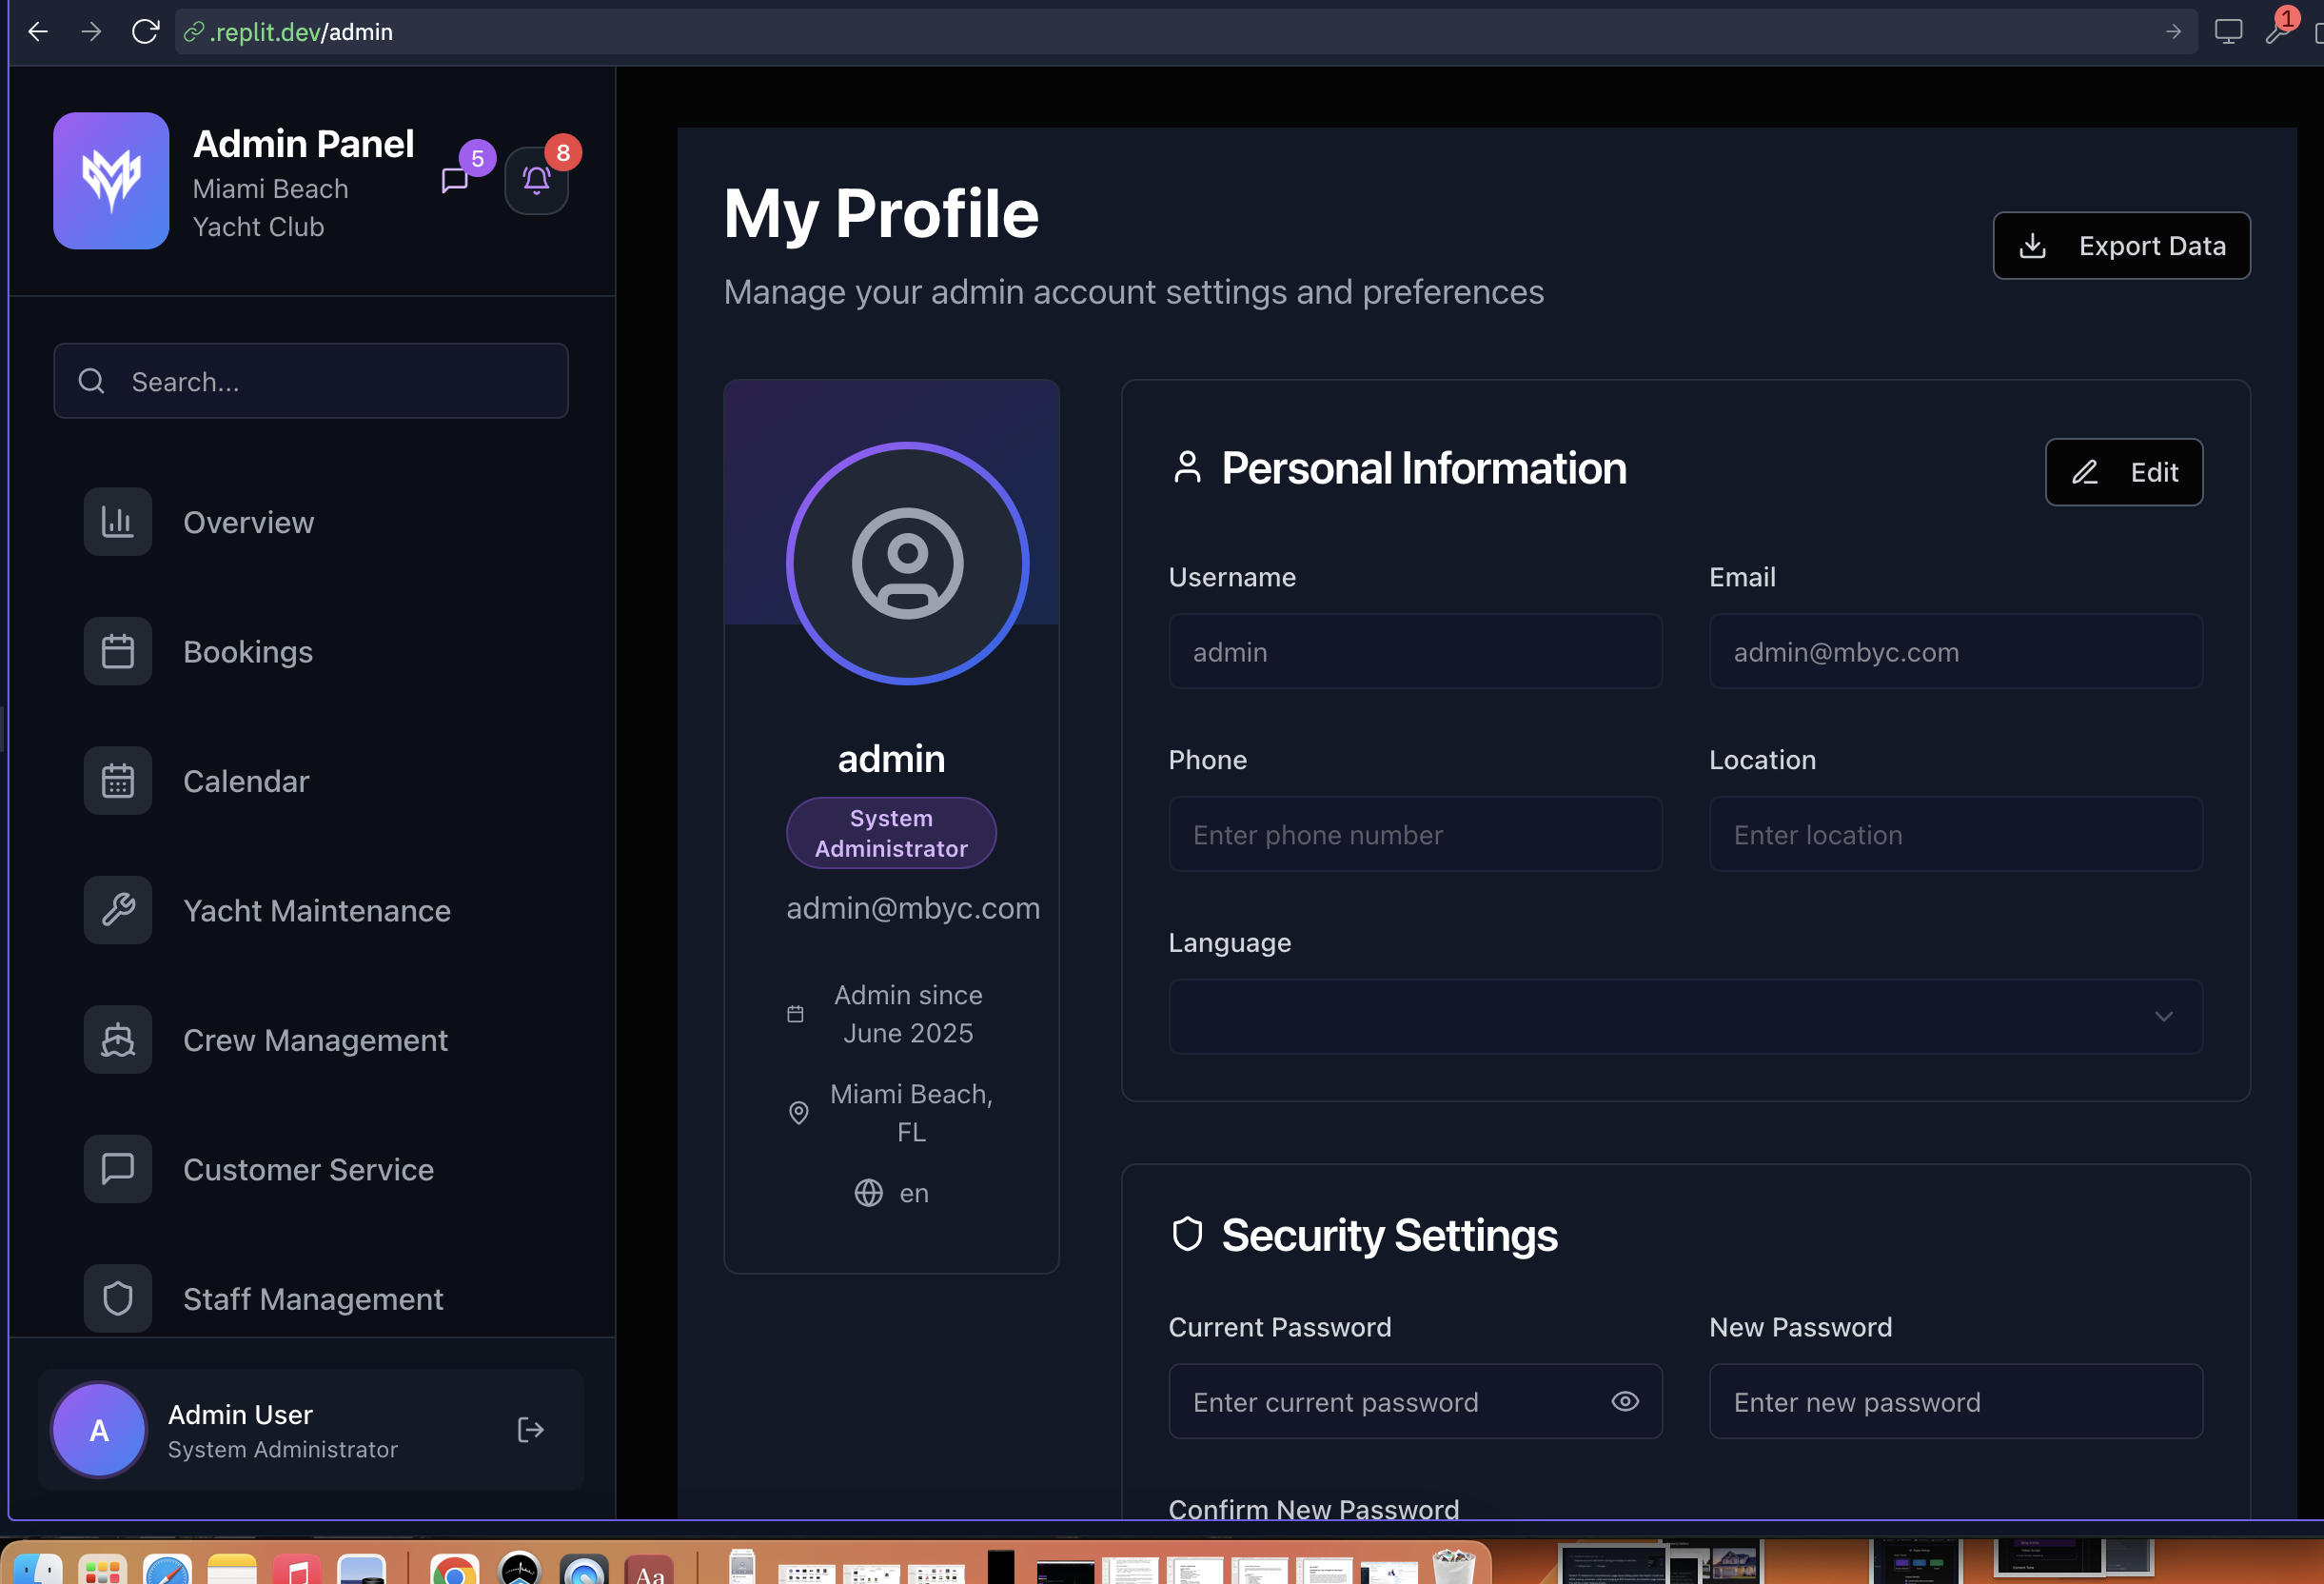 .replit.dev/admin
1
Admin Panel
Miami Beach
Yacht Club
5
8
Search...
Overview
Bookings
Calendar
Yacht Maintenance
Crew Management
Customer Service
Staff Management
A
Admin User
System Administrator
My Profile
Manage your admin account settings and preferences
Export Data
admin
System
Administrator
admin@mbyc.com
Admin since
June 2025
Miami Beach,
FL
en
Personal Information
Edit
Username
Email
admin
admin@mbyc.com
Phone
Location
Enter phone number
Enter location
Language
Security Settings
Current Password
New Password
Enter current password
Enter new password
Confirm New Password
Aa